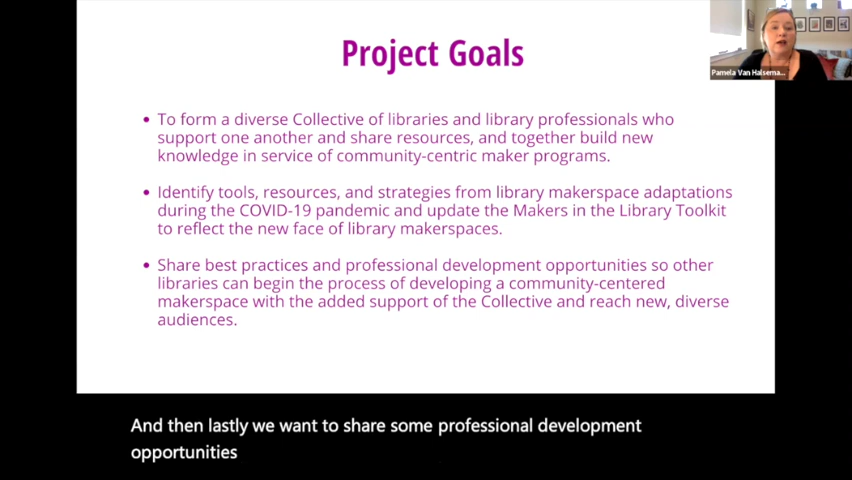 Project Goals
Pamela Van Halsema...
• To form a diverse Collective of libraries and library professionals who
support one another and share resources, and together build new
knowledge in service of community-centric maker programs.
• Identify tools, resources, and strategies from library makerspace adaptations
during the COVID-19 pandemic and update the Makers in the Library Toolkit
to reflect the new face of library makerspaces.
• Share best practices and professional development opportunities so other
libraries can begin the process of developing a community-centered
makerspace with the added support of the Collective and reach new, diverse
audiences.
And then lastly we want to share some professional development
opportunities